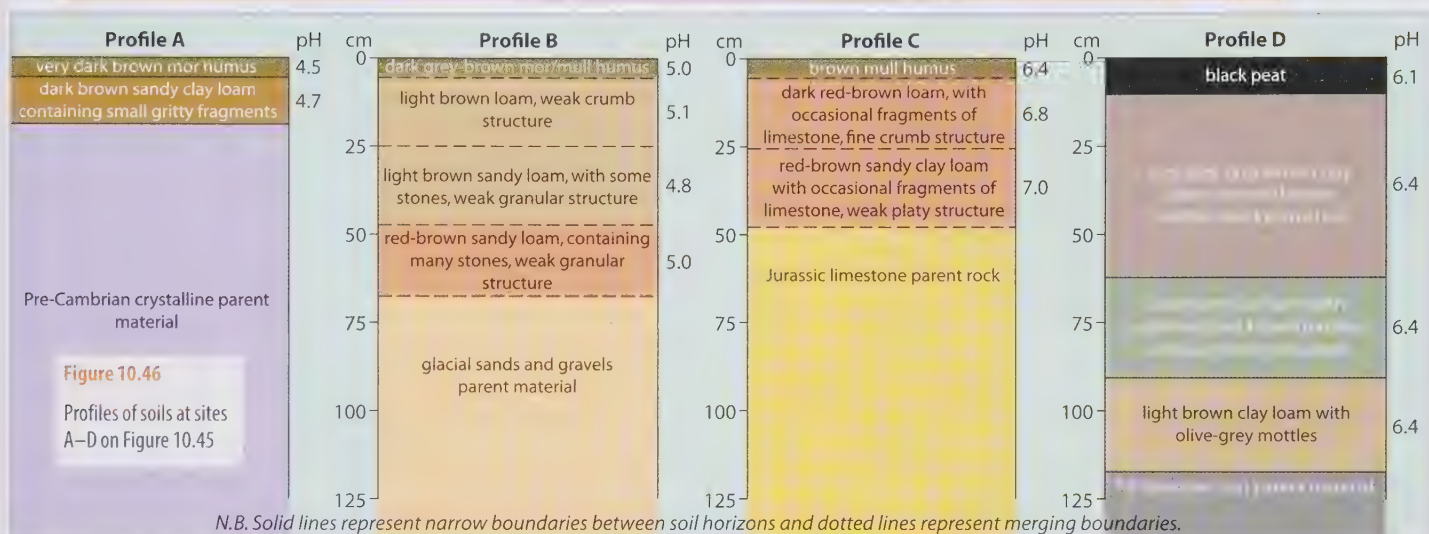 Profile A
pH
very dark brown mor humus
4.5
dark brown sandy clay loam
containing small gritty fragments
4.7
Pre-Cambrian crystalline parent
material
Figure 10.46
Profiles of soils at sites
A–D on Figure 10.45
cm
Profile B
pH
0
25
50
75
100
125
dark grey-brown mor/mull humus
5.0
light brown loam, weak crumb
structure
5.1
light brown sandy loam, with some
stones, weak granular structure
4.8
red-brown sandy loam, containing
many stones, weak granular
structure
5.0
glacial sands and gravels
parent material
cm
Profile C
pH
0
25
50
75
100
125
brown mull humus
6.4
dark red-brown loam, with
occasional fragments of
limestone, fine crumb structure
6.8
red-brown sandy clay loam
with occasional fragments of
limestone, weak platy structure
7.0
Jurassic limestone parent rock
cm
Profile D
pH
0
25
50
75
100
125
black peat
6.1
6.4
6.4
light brown clay loam with
olive-grey mottles
6.4
parent material
N.B. Solid lines represent narrow boundaries between soil horizons and dotted lines represent merging boundaries.